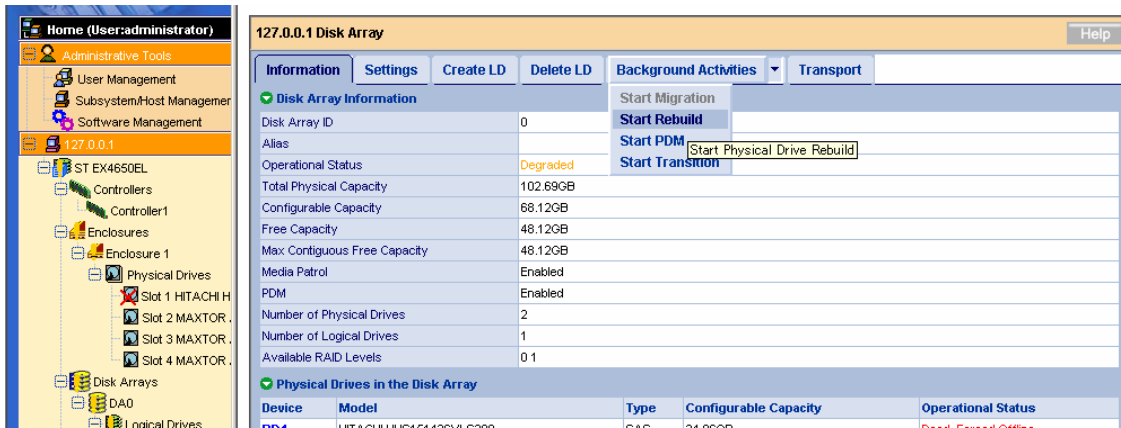 Home (User:administrator)
Administrative Tools
User Management
Subsystem/Host Managemer
Software Management
127.0.0.1
ST EX4650EL
Controllers
Controller1
Enclosures
Enclosure 1
Physical Drives
Slot 1 HITACHI H
Slot 2 MAXTOR
Slot 3 MAXTOR
Slot 4 MAXTOR
Disk Arrays
DA0
Logical Drives
127.0.0.1 Disk Array Help
Information Settings Create LD Delete LD Background Activities Transport
Start Migration
Start Rebuild
Start PDM
Start Physical Drive Rebuild
Start Transition
Disk Array Information
Disk Array ID 0
Alias
Operational Status Degraded
Total Physical Capacity 102.69GB
Configurable Capacity 68.12GB
Free Capacity 48.12GB
Max Contiguous Free Capacity 48.12GB
Media Patrol Enabled
PDM Enabled
Number of Physical Drives 2
Number of Logical Drives 1
Available RAID Levels 0 1
Physical Drives in the Disk Array
Device Model Type Configurable Capacity Operational Status
PD1 SAS Dead, Forced Offline